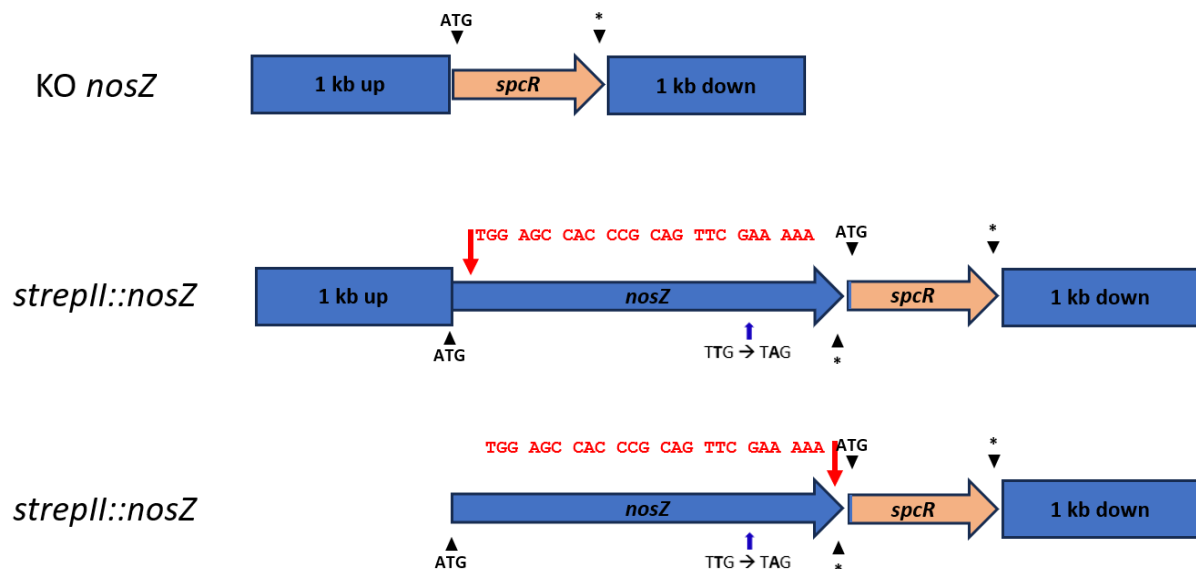 ATG *
KO nosZ 1 kb up spcR 1 kb down
TGG AGC CAC CCG CAG TTC GAA AAA ATG *
strepII::nosZ 1 kb up nosZ spcR 1 kb down
ATG TTG → TAG *
TGG AGC CAC CCG CAG TTC GAA AAA ATG *
strepII::nosZ nosZ spcR 1 kb down
ATG TTG → TAG *